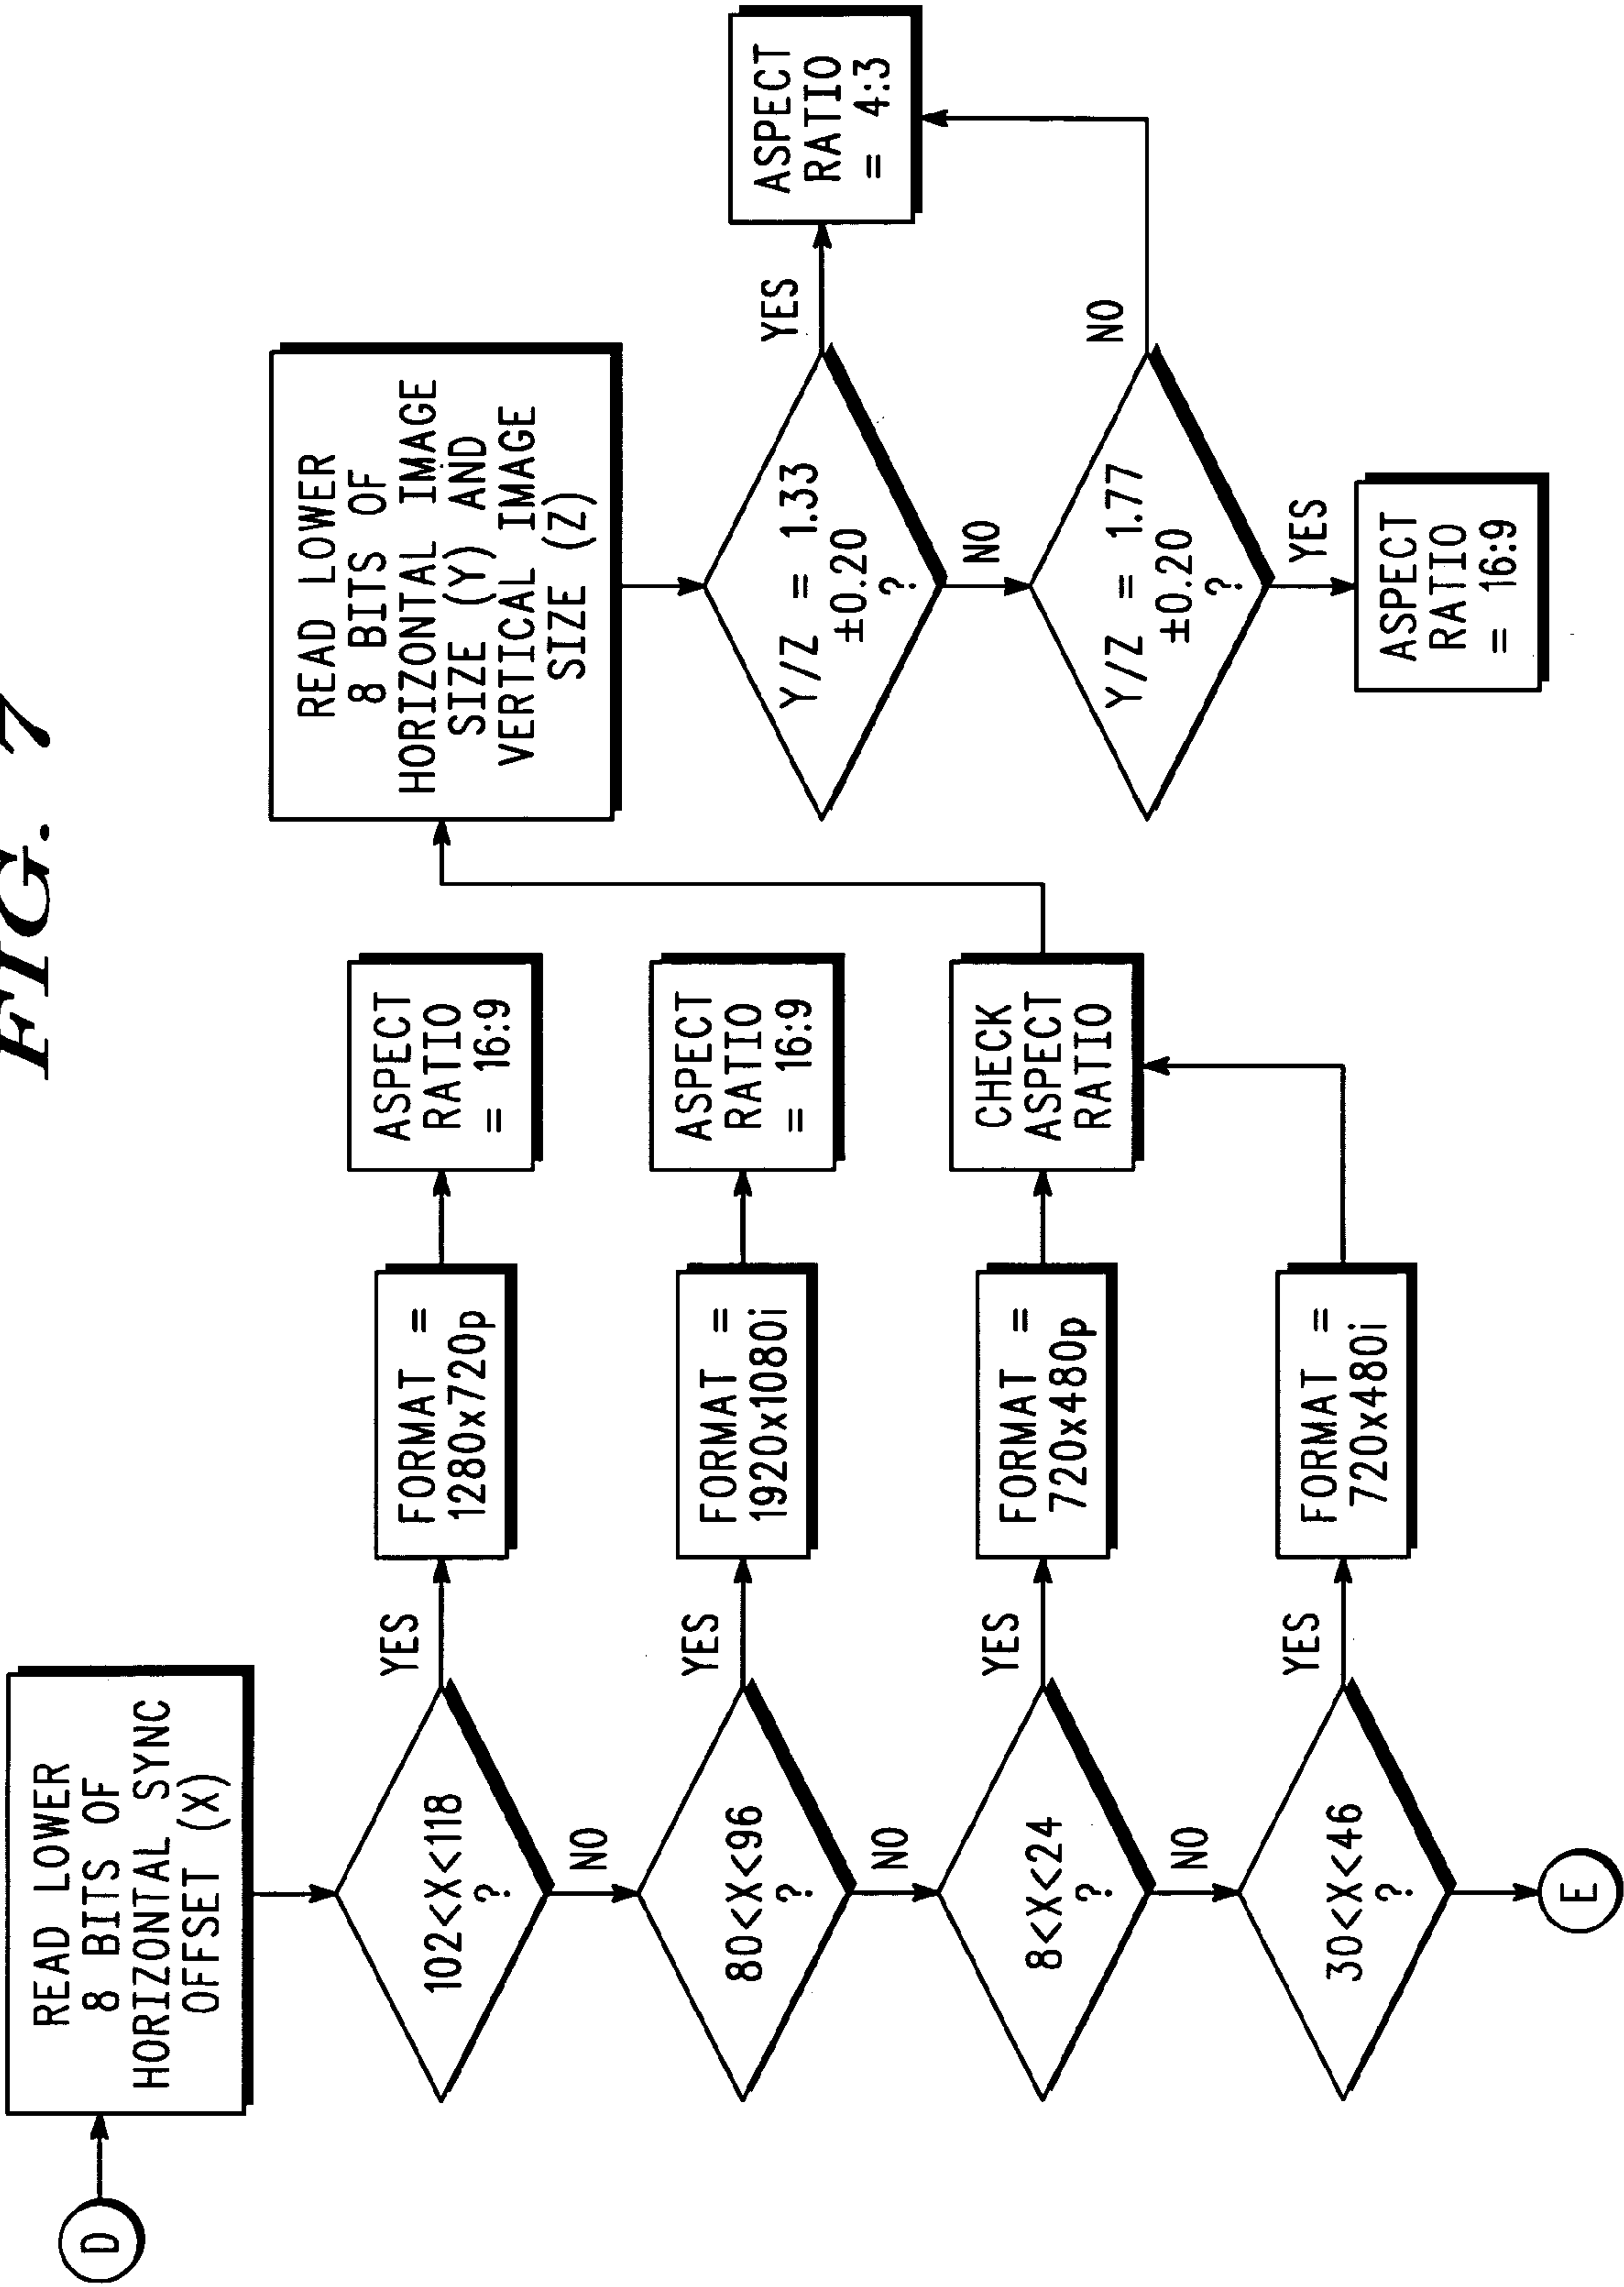 FIG. 7
D
READ LOWER
8 BITS OF
HORIZONTAL SYNC
OFFSET (X)
102<X<118
?
YES
FORMAT =
1280x720p
ASPECT
RATIO
= 16:9
NO
80<X<96
?
YES
FORMAT =
1920x1080i
ASPECT
RATIO
= 16:9
NO
8<X<24
?
YES
FORMAT =
720x480p
CHECK
ASPECT
RATIO
NO
30<X<46
?
YES
FORMAT =
720x480i
E
READ LOWER
8 BITS OF
HORIZONTAL IMAGE
SIZE (Y) AND
VERTICAL IMAGE
SIZE (Z)
Y/Z = 1.33
±0.20
?
YES
ASPECT
RATIO
= 4:3
NO
Y/Z = 1.77
±0.20
?
NO
YES
ASPECT
RATIO
= 16:9